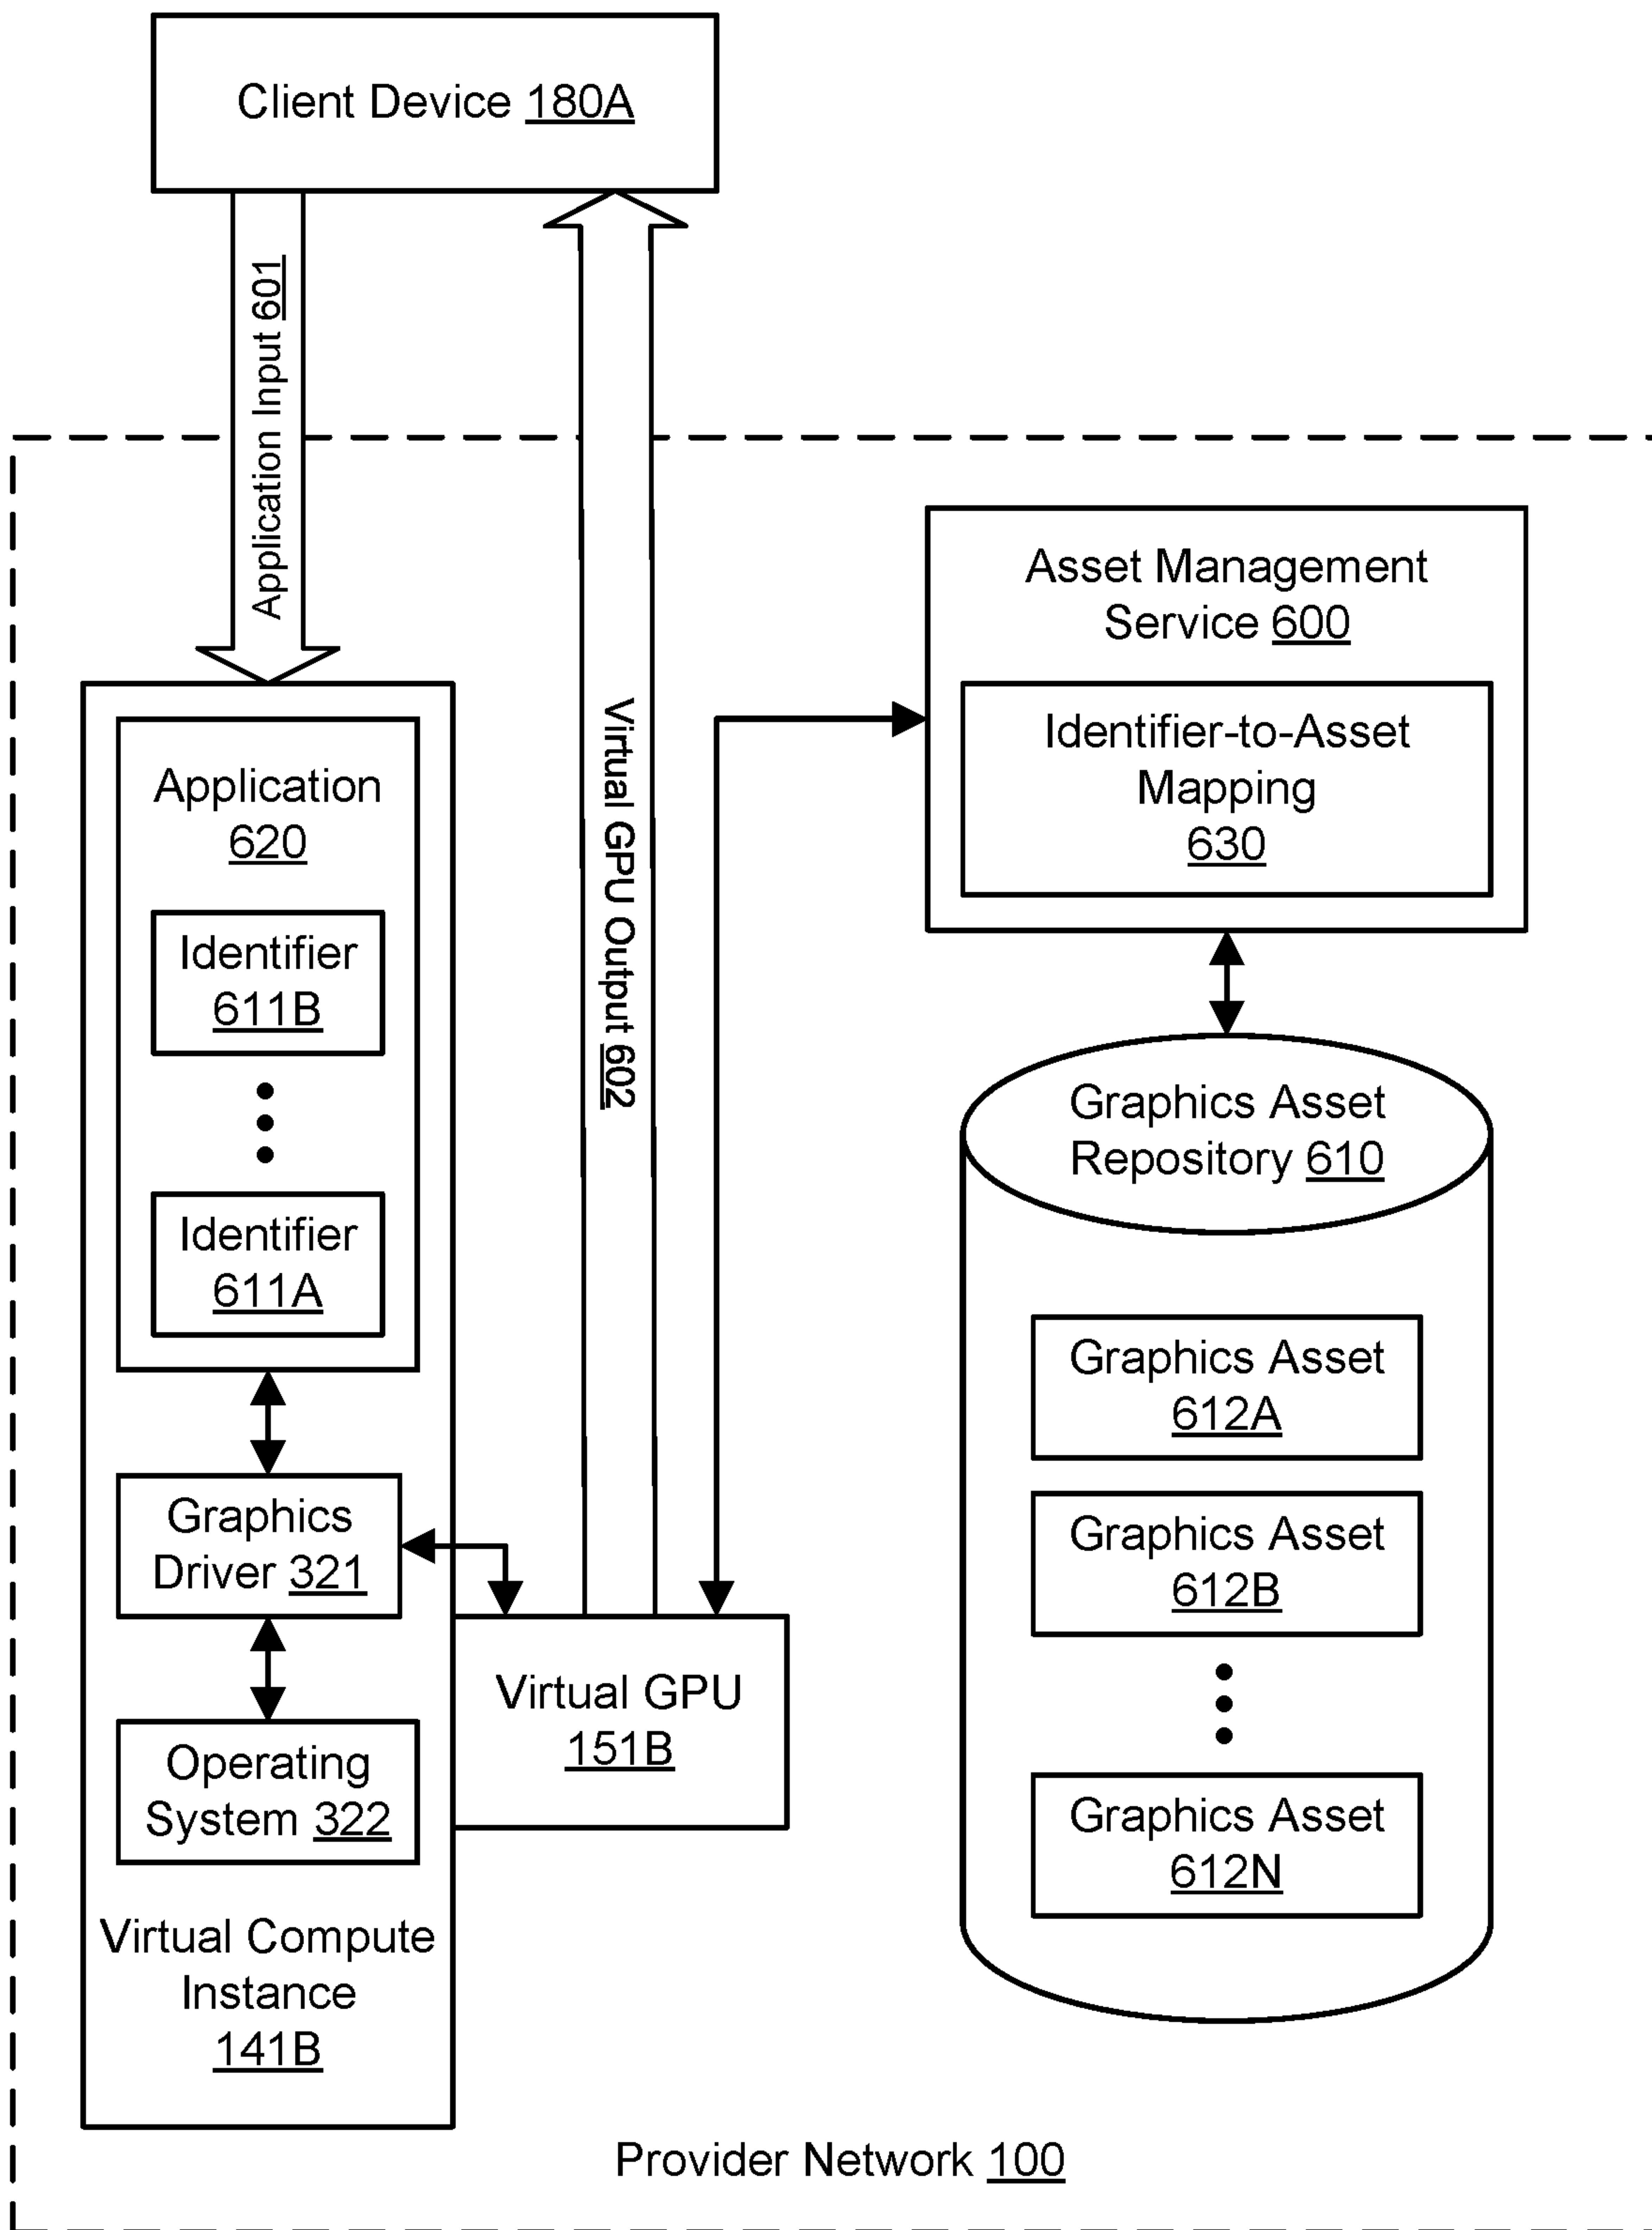 Client Device 180A
Application Input 601
Virtual GPU Output 602
Application
620
Identifier
611B
Identifier
611A
Graphics
Driver 321
Operating
System 322
Virtual Compute
Instance
141B
Virtual GPU
151B
Asset Management
Service 600
Identifier-to-Asset
Mapping
630
Graphics Asset
Repository 610
Graphics Asset
612A
Graphics Asset
612B
Graphics Asset
612N
Provider Network 100